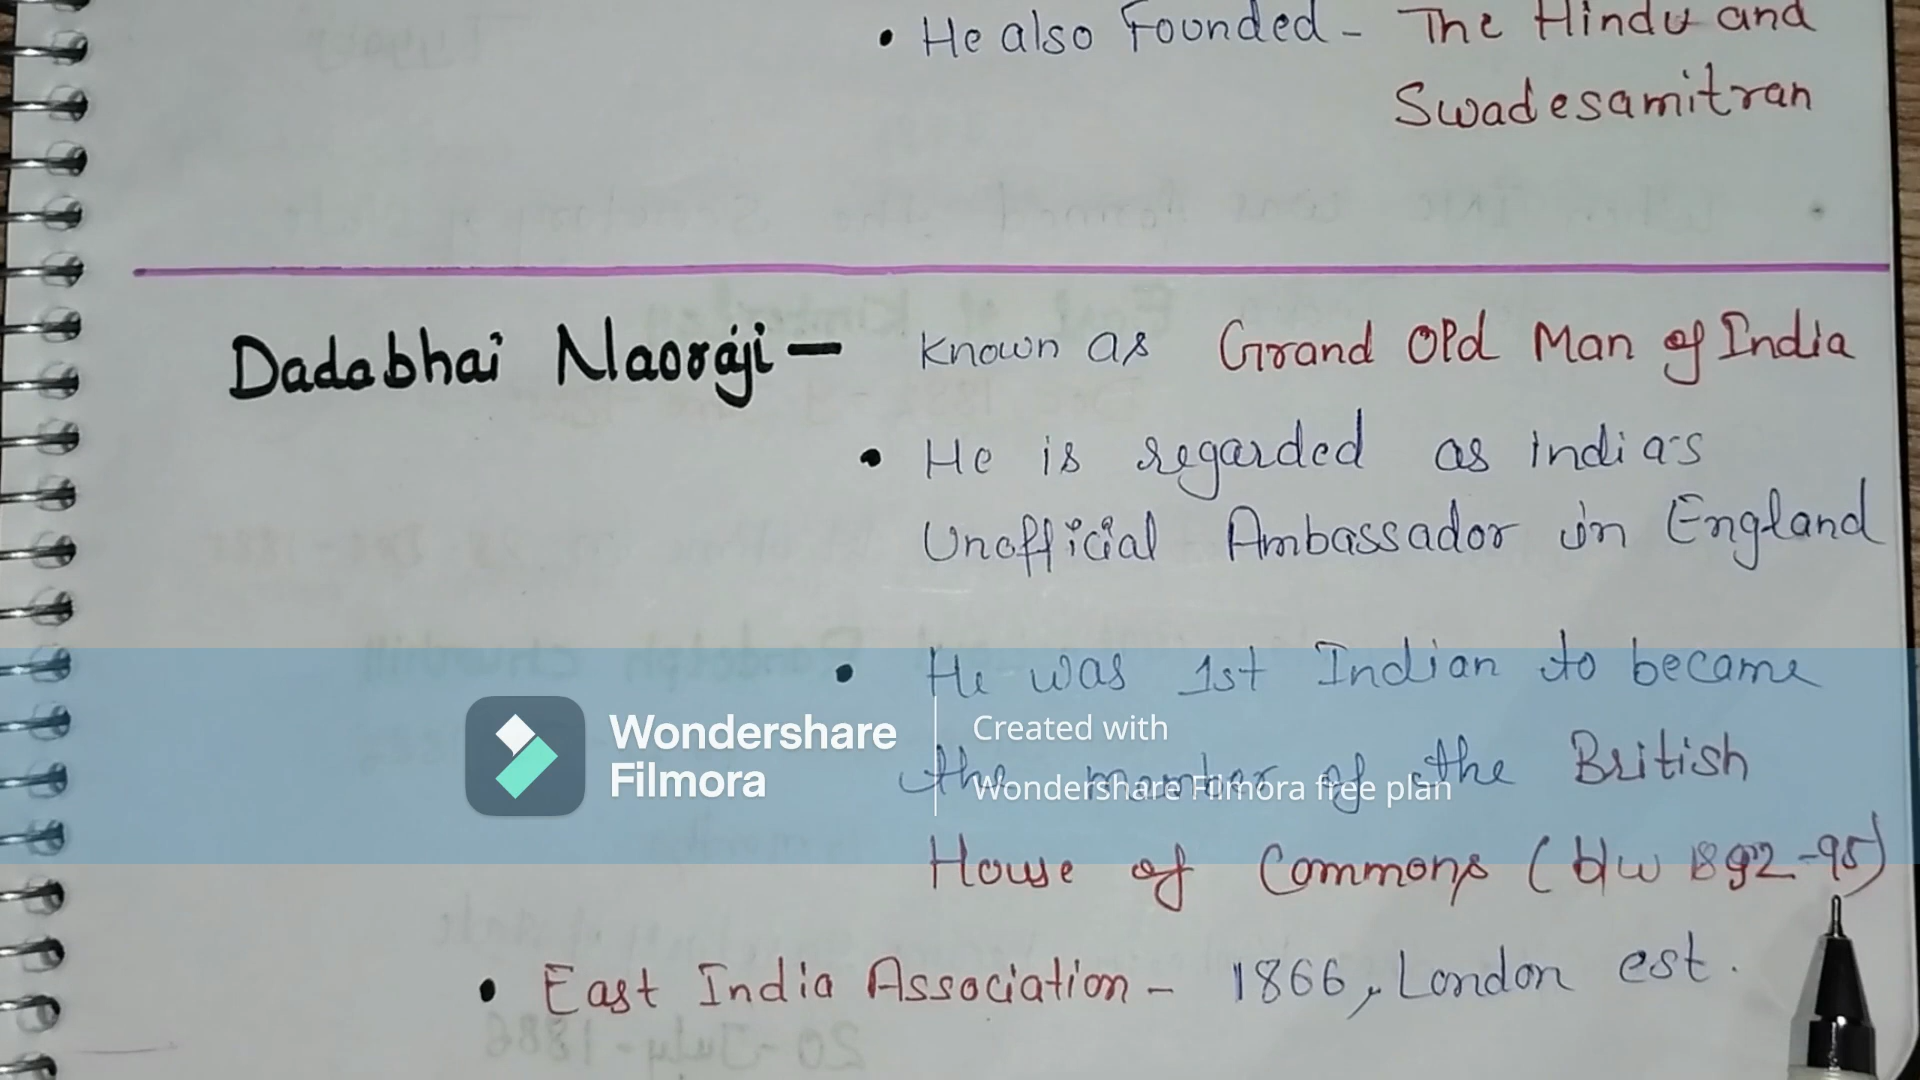 • He also Founded - The Hindu and
Swadesamitran
Dadabhai Naoroji — Known as Grand Old Man of India
• He is regarded as india's
Unofficial Ambassador in England
• He was 1st Indian to became
the member of the British
House of Commons (b/w 1892-95)
• East India Association - 1866, London est.
Wondershare
Filmora
Created with
Wondershare Filmora free plan